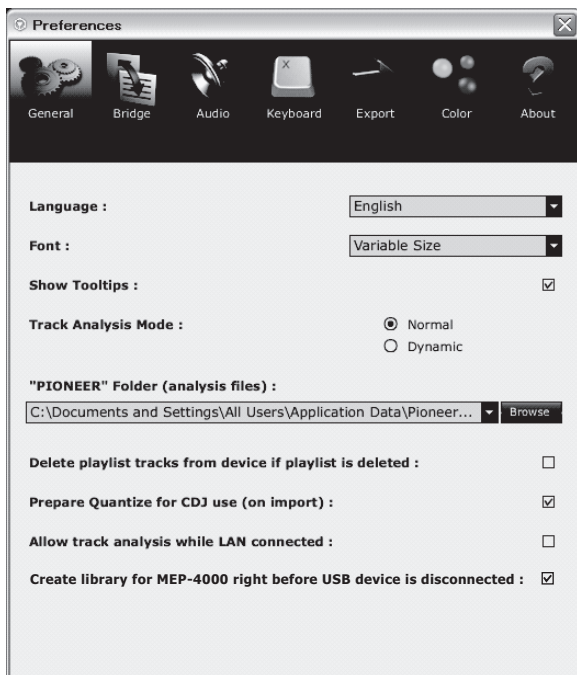 Preferences
General Bridge Audio Keyboard Export Color About
X
Language : English
Font : Variable Size
Show Tooltips :
Track Analysis Mode : Normal
Dynamic
"PIONEER" Folder (analysis files) :
C:\Documents and Settings\All Users\Application Data\Pioneer... Browse
Delete playlist tracks from device if playlist is deleted :
Prepare Quantize for CDJ use (on import) :
Allow track analysis while LAN connected :
Create library for MEP-4000 right before USB device is disconnected :